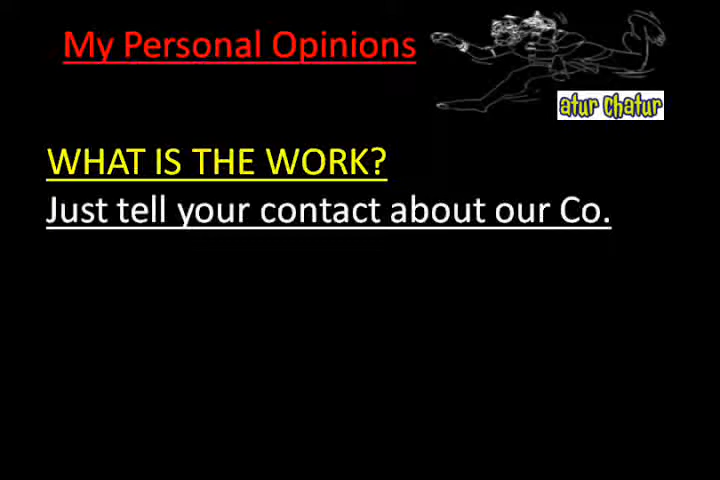 My Personal Opinions
atur Chatur
WHAT IS THE WORK?
Just tell your contact about our Co.